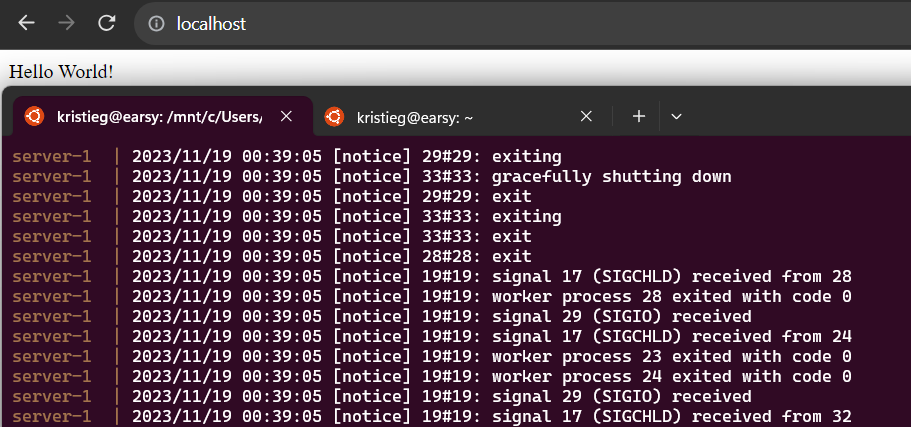 localhost
Hello World!
kristieg@earsy: /mnt/c/Users/ kristieg@earsy: ~
server-1 | 2023/11/19 00:39:05 [notice] 29#29: exiting
server-1 | 2023/11/19 00:39:05 [notice] 33#33: gracefully shutting down
server-1 | 2023/11/19 00:39:05 [notice] 29#29: exit
server-1 | 2023/11/19 00:39:05 [notice] 33#33: exiting
server-1 | 2023/11/19 00:39:05 [notice] 33#33: exit
server-1 | 2023/11/19 00:39:05 [notice] 28#28: exit
server-1 | 2023/11/19 00:39:05 [notice] 19#19: signal 17 (SIGCHLD) received from 28
server-1 | 2023/11/19 00:39:05 [notice] 19#19: worker process 28 exited with code 0
server-1 | 2023/11/19 00:39:05 [notice] 19#19: signal 29 (SIGIO) received
server-1 | 2023/11/19 00:39:05 [notice] 19#19: signal 17 (SIGCHLD) received from 24
server-1 | 2023/11/19 00:39:05 [notice] 19#19: worker process 23 exited with code 0
server-1 | 2023/11/19 00:39:05 [notice] 19#19: worker process 24 exited with code 0
server-1 | 2023/11/19 00:39:05 [notice] 19#19: signal 29 (SIGIO) received
server-1 | 2023/11/19 00:39:05 [notice] 19#19: signal 17 (SIGCHLD) received from 32